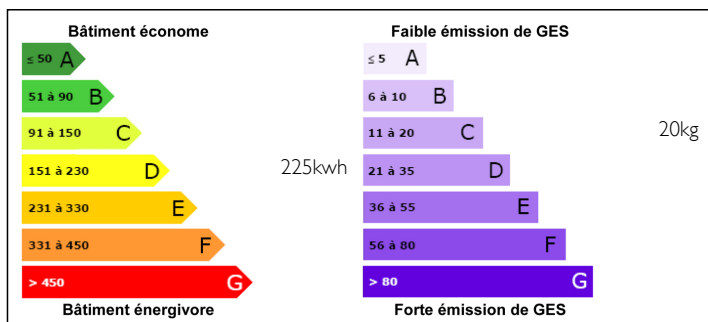 Bâtiment économe
≤ 50 A
51 à 90 B
91 à 150 C
151 à 230 D
225kwh
231 à 330 E
331 à 450 F
> 450 G
Bâtiment énergivore
Faible émission de GES
≤ 5 A
6 à 10 B
11 à 20 C
20kg
21 à 35 D
36 à 55 E
56 à 80 F
> 80 G
Forte émission de GES